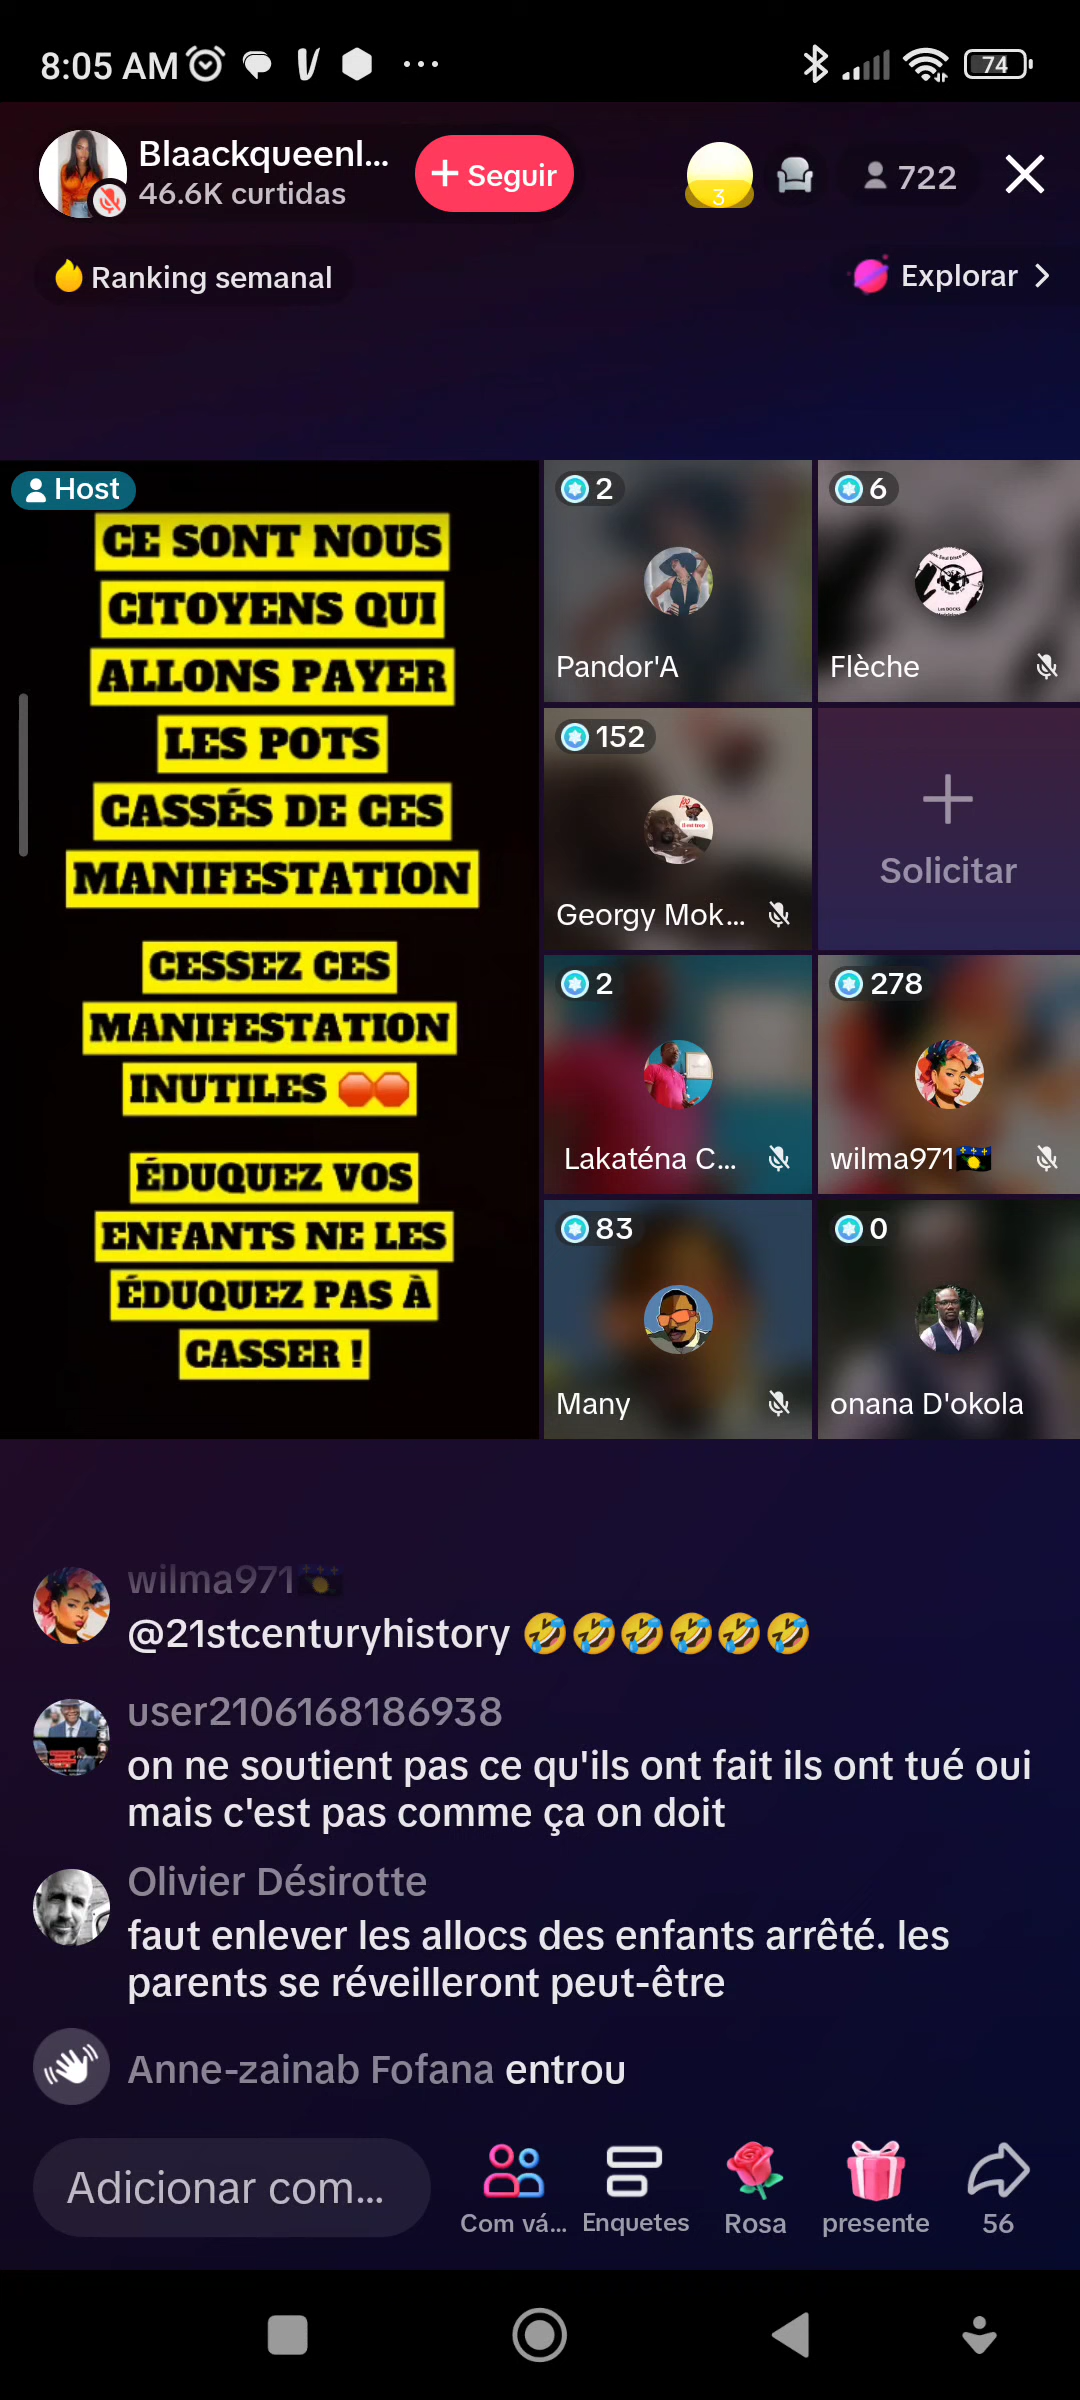 8:05 AM
74
Blaackqueenl...
46.6K curtidas
+ Seguir
3
722
Ranking semanal
Explorar
Host
CE SONT NOUS
CITOYENS QUI
ALLONS PAYER
LES POTS
CASSÉS DE CES
MANIFESTATION
CESSEZ CES
MANIFESTATION
INUTILES 🛑🛑
ÉDUQUEZ VOS
ENFANTS NE LES
ÉDUQUEZ PAS À
CASSER !
2
Pandor'A
6
Flèche
152
Georgy Mok...
Solicitar
2
Lakaténa C...
278
wilma971
83
Many
0
onana D'okola
wilma971
@21stcenturyhistory 🤣🤣🤣🤣🤣🤣
user2106168186938
on ne soutient pas ce qu'ils ont fait ils ont tué oui
mais c'est pas comme ça on doit
Olivier Désirotte
faut enlever les allocs des enfants arrêté. les
parents se réveilleront peut-être
Anne-zainab Fofana entrou
Adicionar com...
Com vá...
Enquetes
Rosa
presente
56